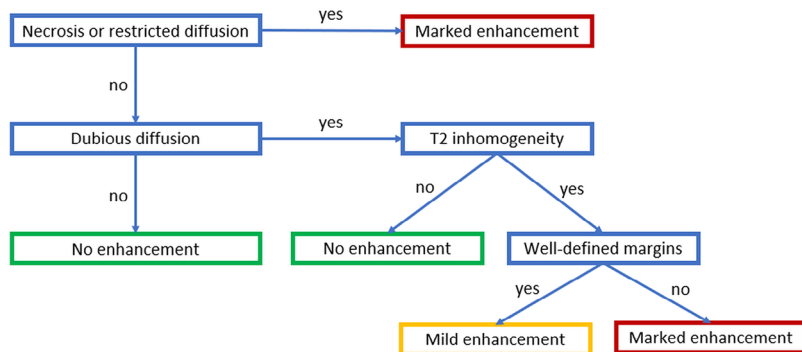 Necrosis or restricted diffusion
yes
Marked enhancement
no
Dubious diffusion
yes
T2 inhomogeneity
no
no
yes
No enhancement
No enhancement
Well-defined margins
yes
no
Mild enhancement
Marked enhancement